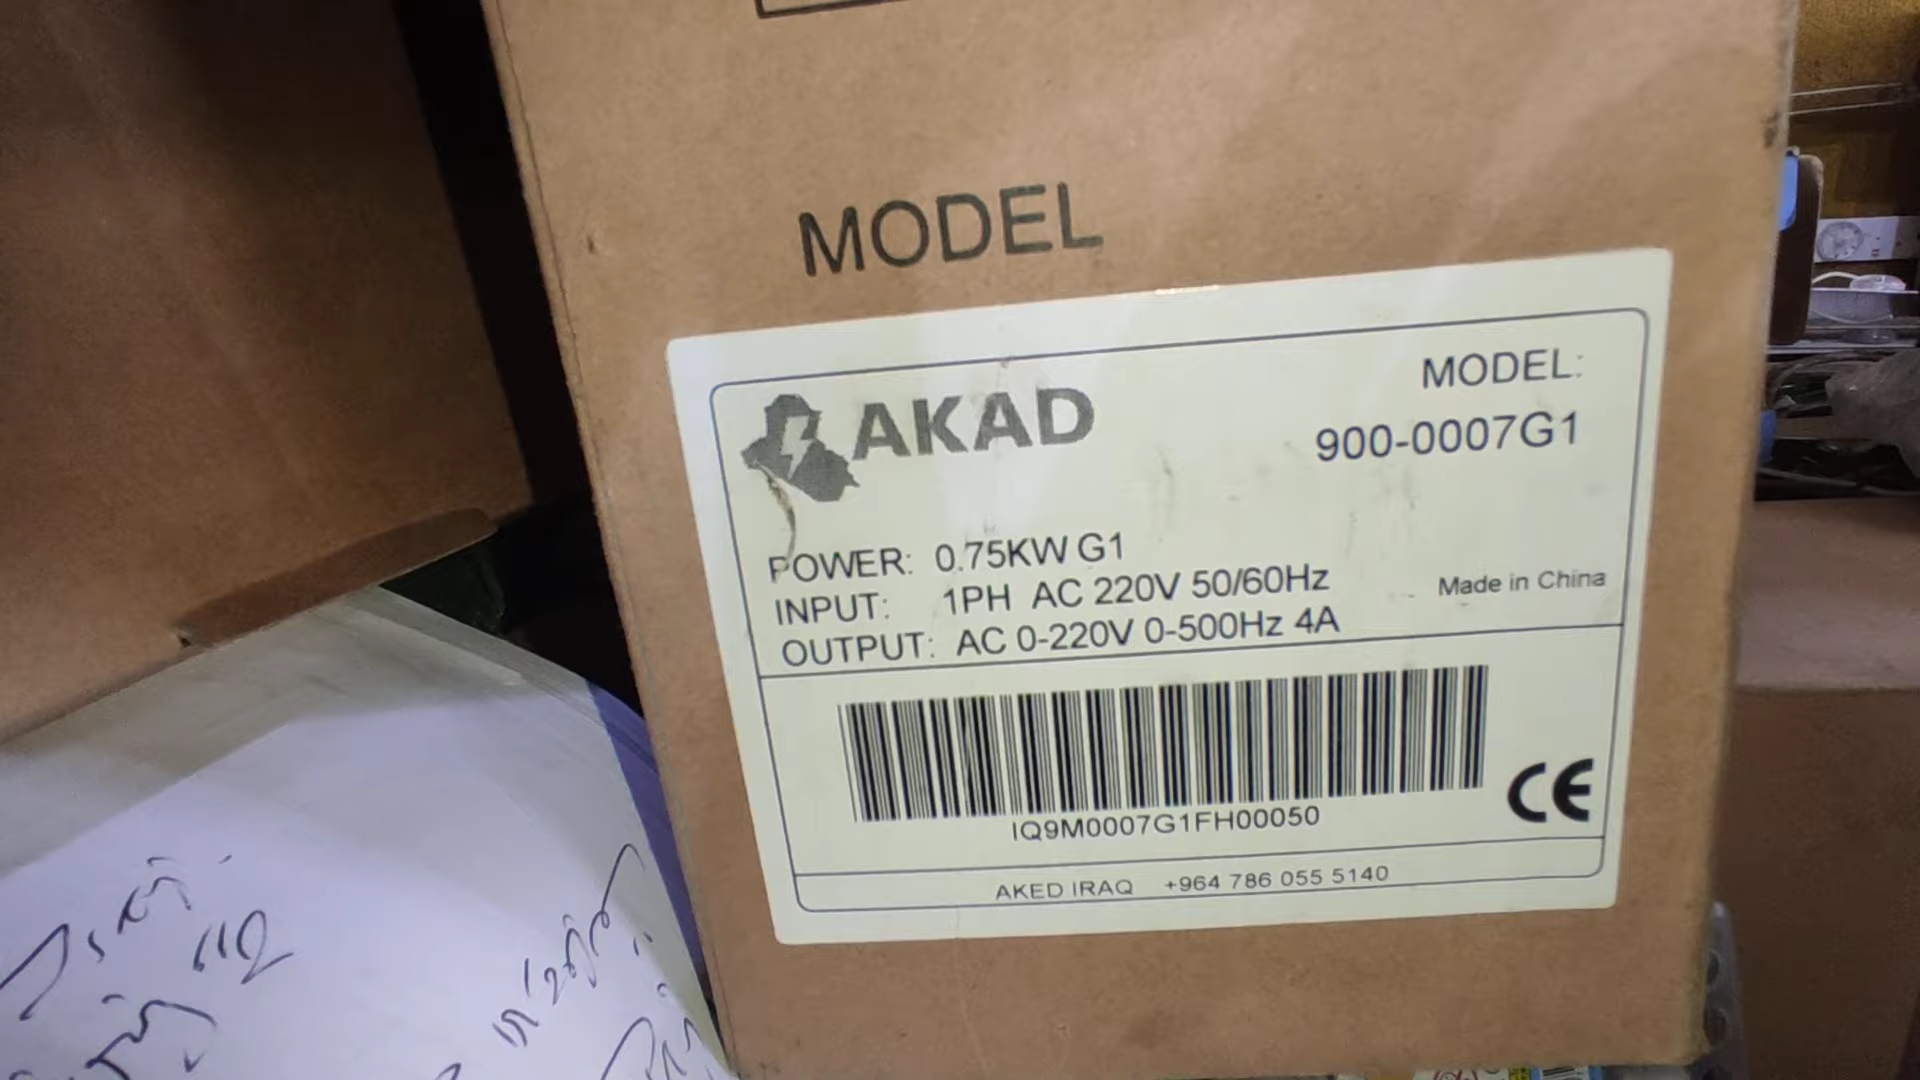 MODEL
AKAD
MODEL:
900-0007G1
POWER: 0.75KW G1
INPUT: 1PH AC 220V 50/60Hz
OUTPUT: AC 0-220V 0-500Hz 4A
Made in China
IQ9M0007G1FH00050
CE
AKED IRAQ +964 786 055 5140